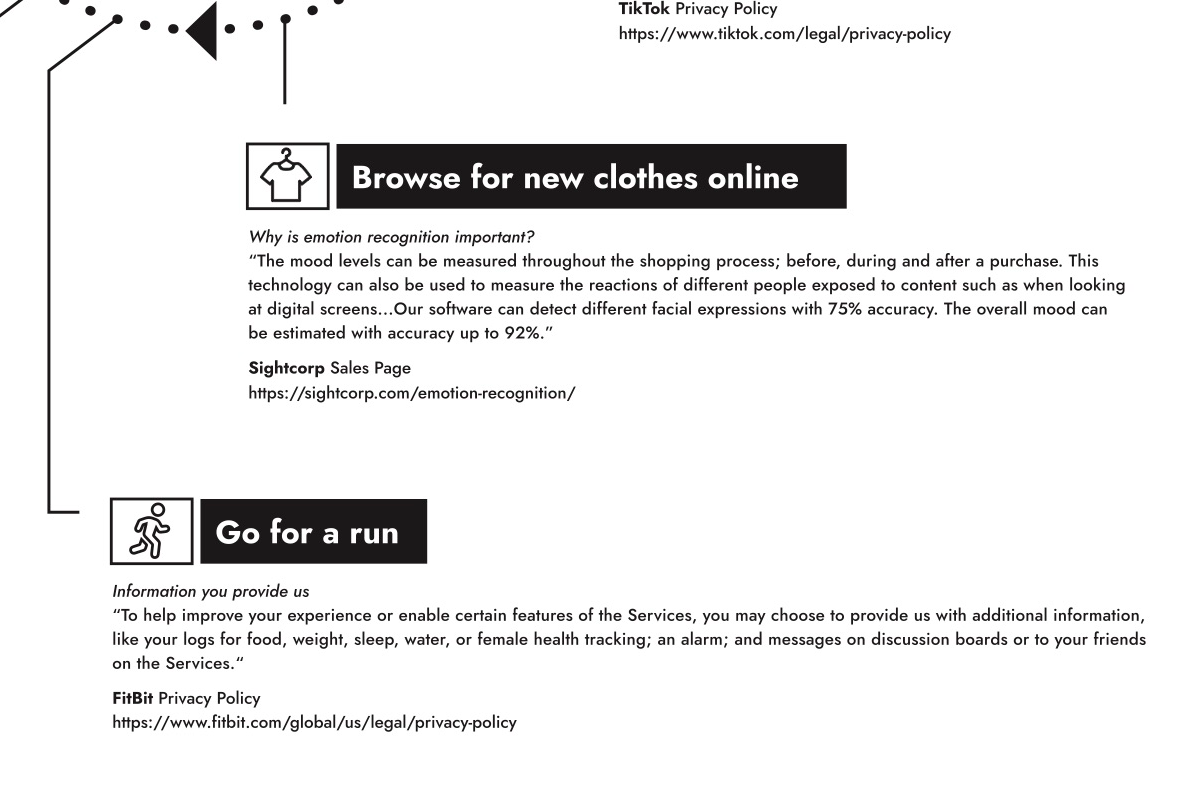 TikTok Privacy Policy
https://www.tiktok.com/legal/privacy-policy
Browse for new clothes online
Why is emotion recognition important?
“The mood levels can be measured throughout the shopping process; before, during and after a purchase. This
technology can also be used to measure the reactions of different people exposed to content such as when looking
at digital screens...Our software can detect different facial expressions with 75% accuracy. The overall mood can
be estimated with accuracy up to 92%.”
Sightcorp Sales Page
https://sightcorp.com/emotion-recognition/
Go for a run
Information you provide us
“To help improve your experience or enable certain features of the Services, you may choose to provide us with additional information,
like your logs for food, weight, sleep, water, or female health tracking; an alarm; and messages on discussion boards or to your friends
on the Services.“
FitBit Privacy Policy
https://www.fitbit.com/global/us/legal/privacy-policy